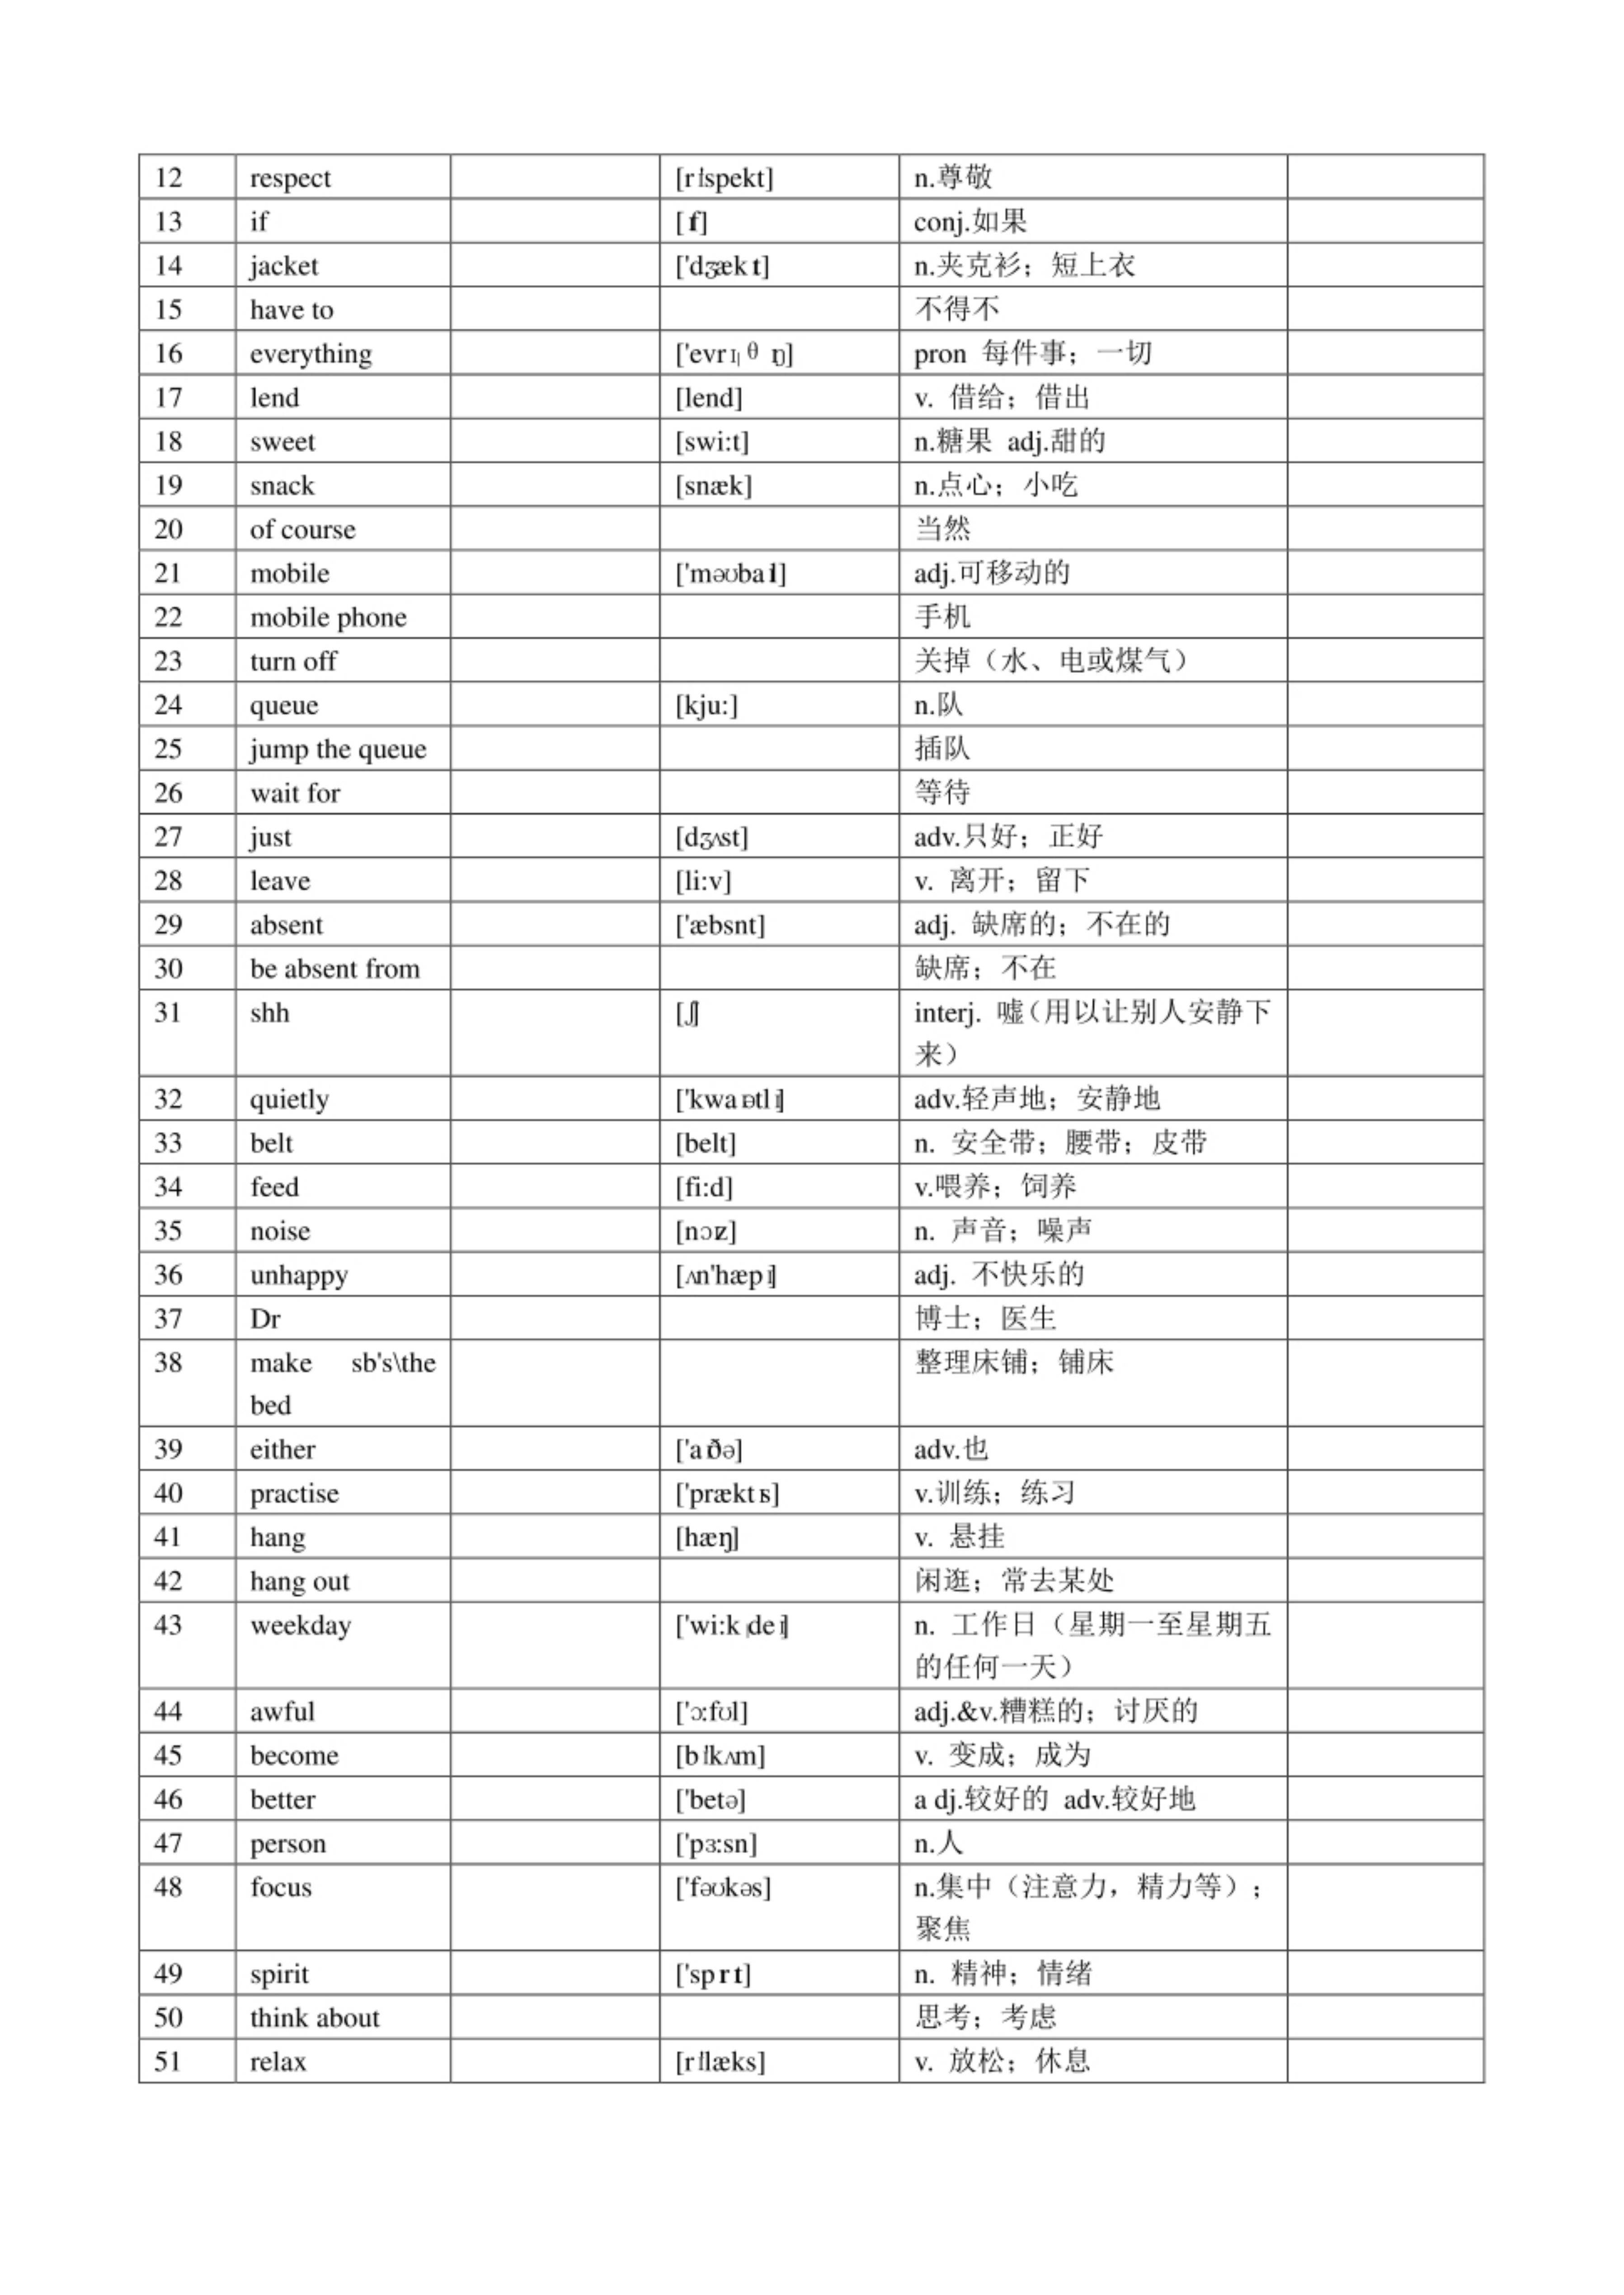 12 respect [rɪ'spekt] n.尊敬
13 if [ɪf] conj.如果
14 jacket ['dʒækɪt] n.夹克衫；短上衣
15 have to 不得不
16 everything ['evrɪˌθɪŋ] pron 每件事；一切
17 lend [lend] v. 借给；借出
18 sweet [swi:t] n.糖果 adj.甜的
19 snack [snæk] n.点心；小吃
20 of course 当然
21 mobile ['məʊbaɪl] adj.可移动的
22 mobile phone 手机
23 turn off 关掉（水、电或煤气）
24 queue [kju:] n.队
25 jump the queue 插队
26 wait for 等待
27 just [dʒʌst] adv.只好；正好
28 leave [li:v] v. 离开；留下
29 absent ['æbsnt] adj. 缺席的；不在的
30 be absent from 缺席；不在
31 shh [ʃ] interj. 嘘（用以让别人安静下
来）
32 quietly ['kwaɪətlɪ] adv.轻声地；安静地
33 belt [belt] n. 安全带；腰带；皮带
34 feed [fi:d] v.喂养；饲养
35 noise [nɔɪz] n. 声音；噪声
36 unhappy [ʌn'hæpɪ] adj. 不快乐的
37 Dr 博士；医生
38 make sb's\the 整理床铺；铺床
bed
39 either ['aɪðə] adv.也
40 practise ['præktɪs] v.训练；练习
41 hang [hæŋ] v. 悬挂
42 hang out 闲逛；常去某处
43 weekday ['wi:kˌdeɪ] n. 工作日（星期一至星期五
的任何一天）
44 awful ['ɔ:fʊl] adj.&v.糟糕的；讨厌的
45 become [bɪ'kʌm] v. 变成；成为
46 better ['betə] a dj.较好的 adv.较好地
47 person ['pɜ:sn] n.人
48 focus ['fəʊkəs] n.集中（注意力，精力等）；
聚焦
49 spirit ['spɪrɪt] n. 精神；情绪
50 think about 思考；考虑
51 relax [rɪ'læks] v. 放松；休息